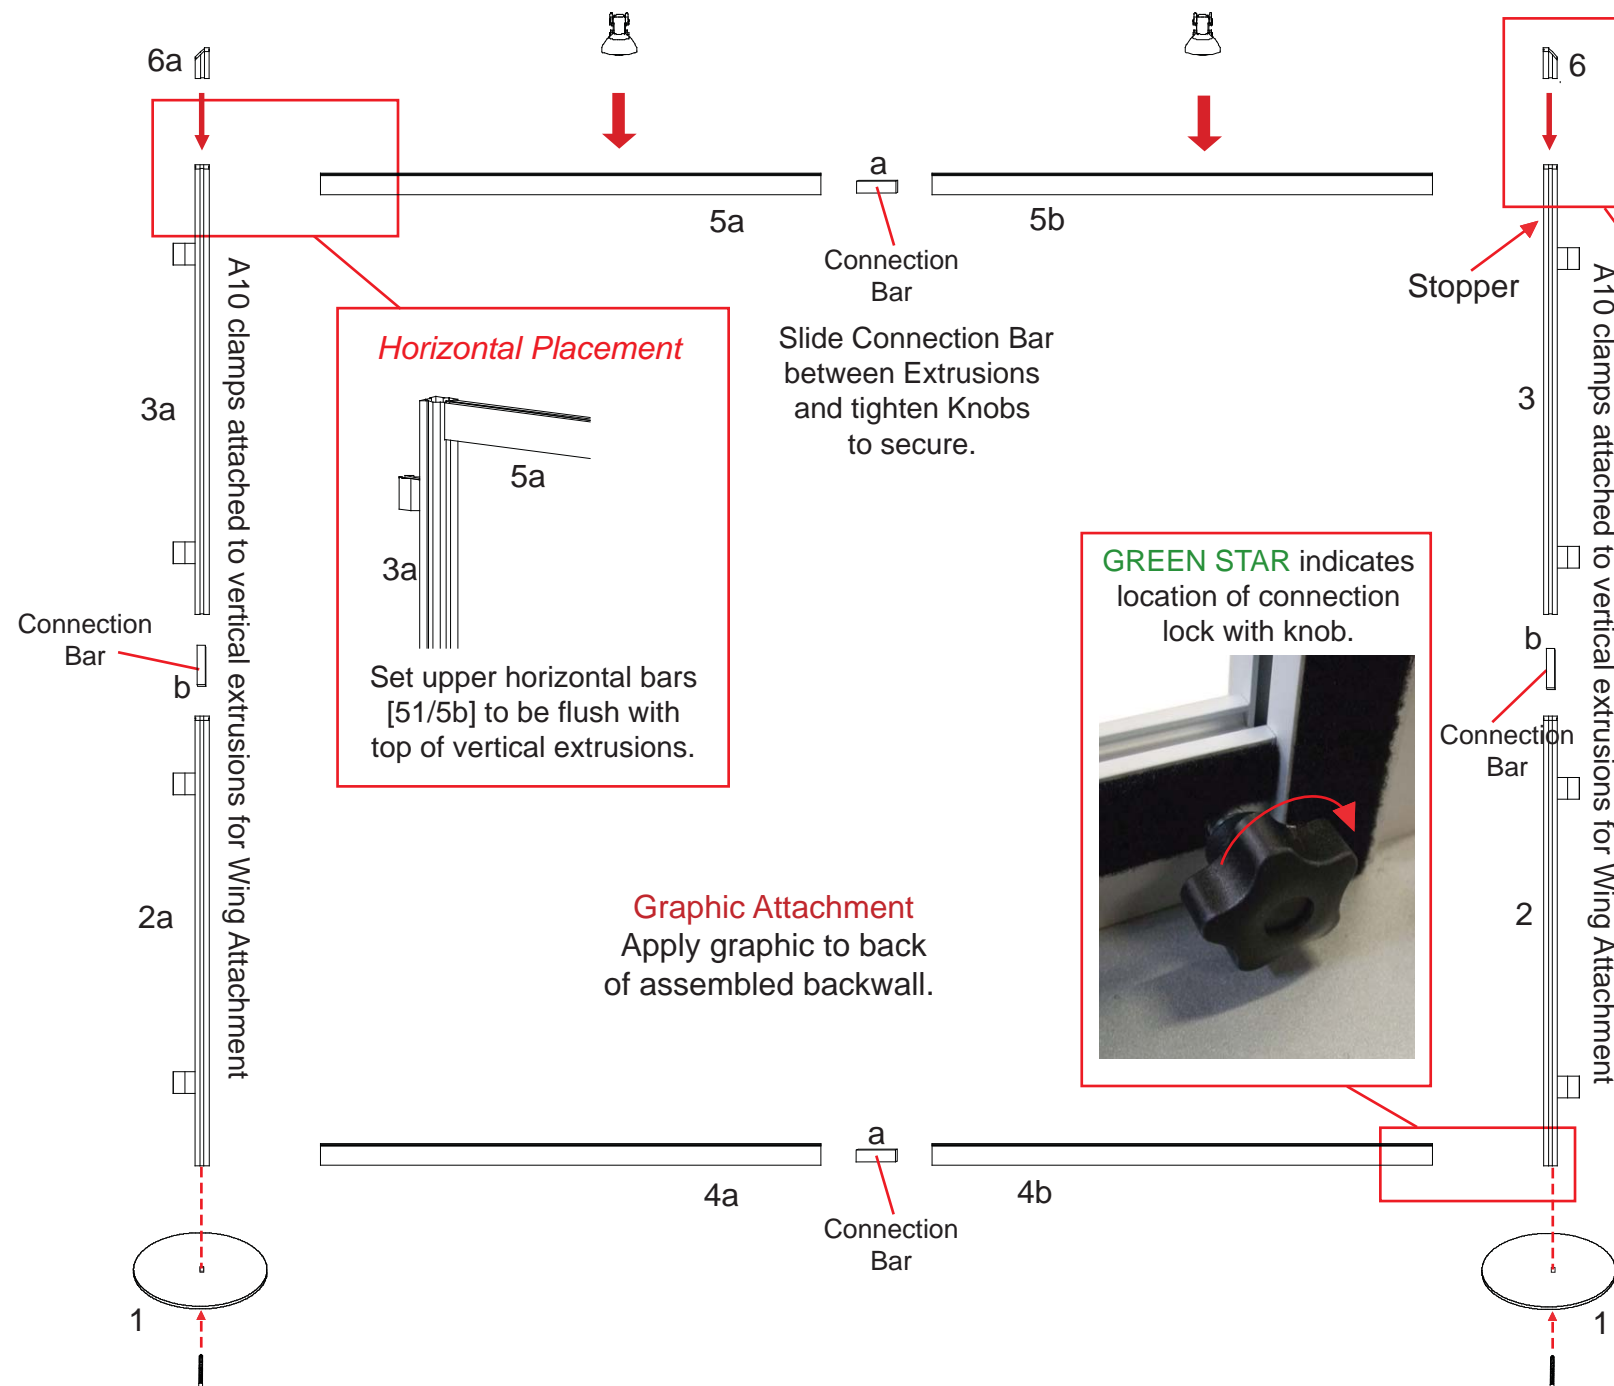 6a
6
a
5a
5b
Connection
Bar
Stopper
Slide Connection Bar
between Extrusions
and tighten Knobs
to secure.
A10 clamps attached to vertical extrusions for Wing Attachment
A10 clamps attached to vertical extrusions for Wing Attachment
Horizontal Placement
5a
3a
Set upper horizontal bars
[51/5b] to be flush with
top of vertical extrusions.
3a
3
GREEN STAR indicates
location of connection
lock with knob.
Connection
Bar
b
b
Connection
Bar
2a
2
Graphic Attachment
Apply graphic to back
of assembled backwall.
a
4a
4b
Connection
Bar
1
1